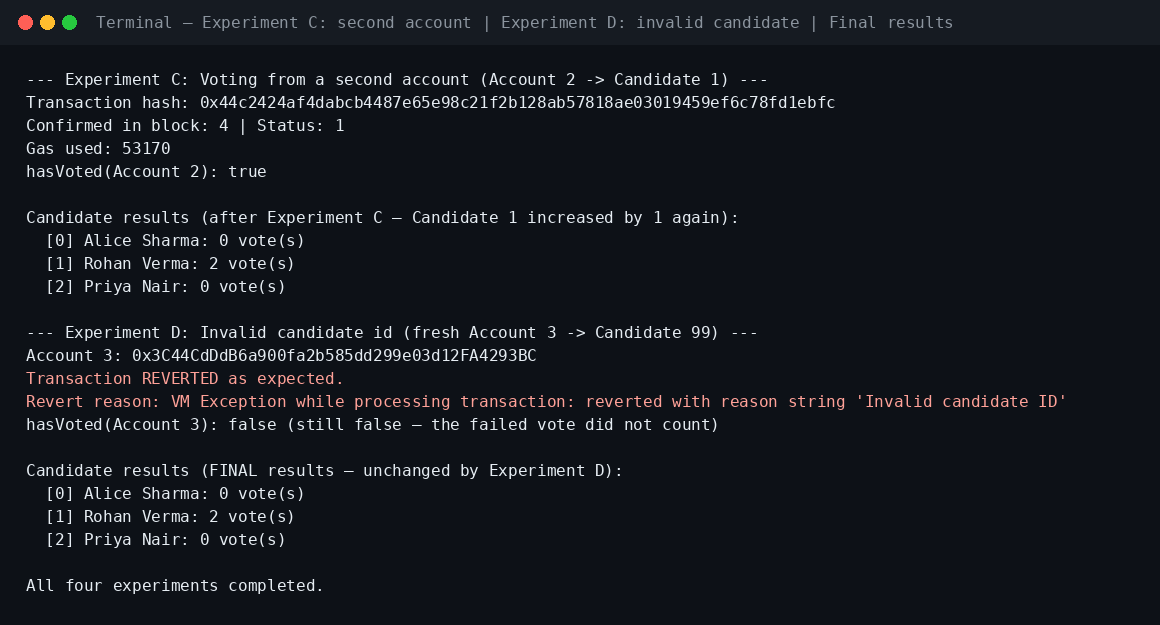 Terminal — Experiment C: second account | Experiment D: invalid candidate | Final results
--- Experiment C: Voting from a second account (Account 2 -> Candidate 1) ---
Transaction hash: 0x44c2424af4dabcb4487e65e98c21f2b128ab57818ae03019459ef6c78fd1ebfc
Confirmed in block: 4 | Status: 1
Gas used: 53170
hasVoted(Account 2): true
Candidate results (after Experiment C — Candidate 1 increased by 1 again):
[0] Alice Sharma: 0 vote(s)
[1] Rohan Verma: 2 vote(s)
[2] Priya Nair: 0 vote(s)
--- Experiment D: Invalid candidate id (fresh Account 3 -> Candidate 99) ---
Account 3: 0x3C44CdDdB6a900fa2b585dd299e03d12FA4293BC
Transaction REVERTED as expected.
Revert reason: VM Exception while processing transaction: reverted with reason string 'Invalid candidate ID'
hasVoted(Account 3): false (still false — the failed vote did not count)
Candidate results (FINAL results — unchanged by Experiment D):
[0] Alice Sharma: 0 vote(s)
[1] Rohan Verma: 2 vote(s)
[2] Priya Nair: 0 vote(s)
All four experiments completed.